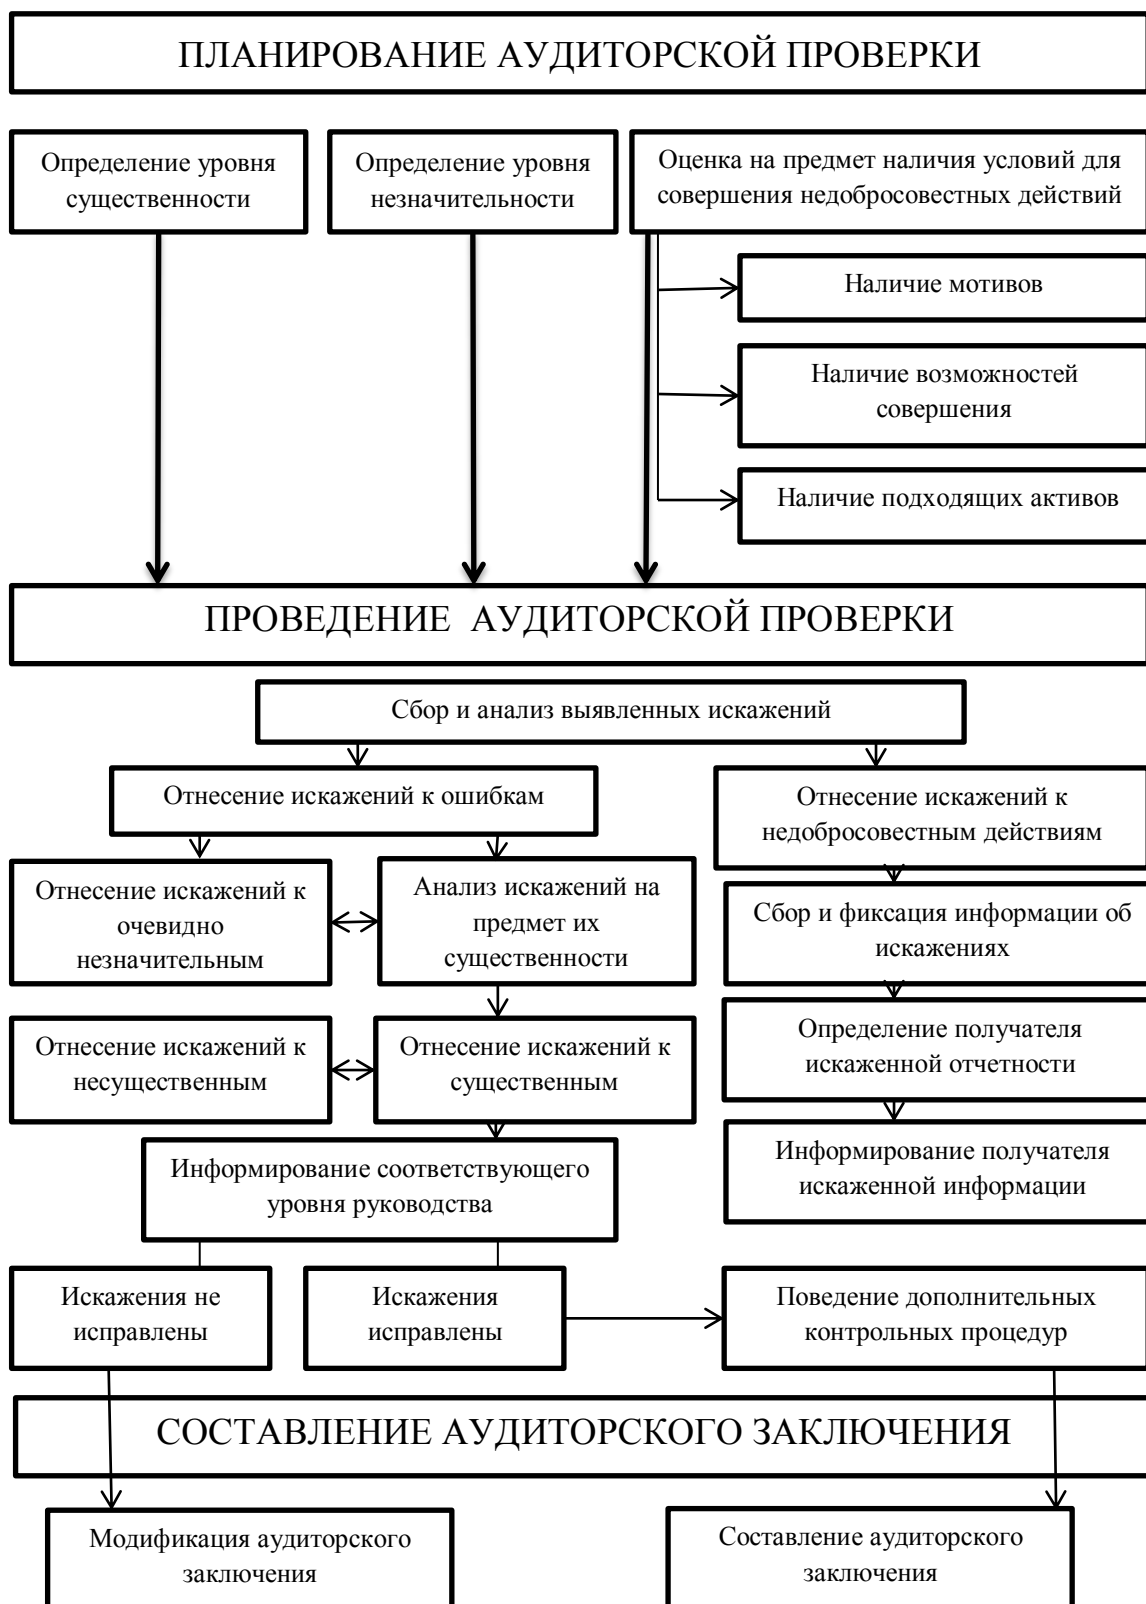 ПЛАНИРОВАНИЕ АУДИТОРСКОЙ ПРОВЕРКИ
Определение уровня
существенности
Определение уровня
незначительности
Оценка на предмет наличия условий для
совершения недобросовестных действий
Наличие мотивов
Наличие возможностей
совершения
Наличие подходящих активов
ПРОВЕДЕНИЕ АУДИТОРСКОЙ ПРОВЕРКИ
Сбор и анализ выявленных искажений
Отнесение искажений к ошибкам
Отнесение искажений к
недобросовестным действиям
Отнесение искажений к
очевидно
незначительным
Анализ искажений на
предмет их
существенности
Сбор и фиксация информации об
искажениях
Отнесение искажений к
несущественным
Отнесение искажений к
существенным
Определение получателя
искаженной отчетности
Информирование соответствующего
уровня руководства
Информирование получателя
искаженной информации
Искажения не
исправлены
Искажения
исправлены
Поведение дополнительных
контрольных процедур
СОСТАВЛЕНИЕ АУДИТОРСКОГО ЗАКЛЮЧЕНИЯ
Модификация аудиторского
заключения
Составление аудиторского
заключения